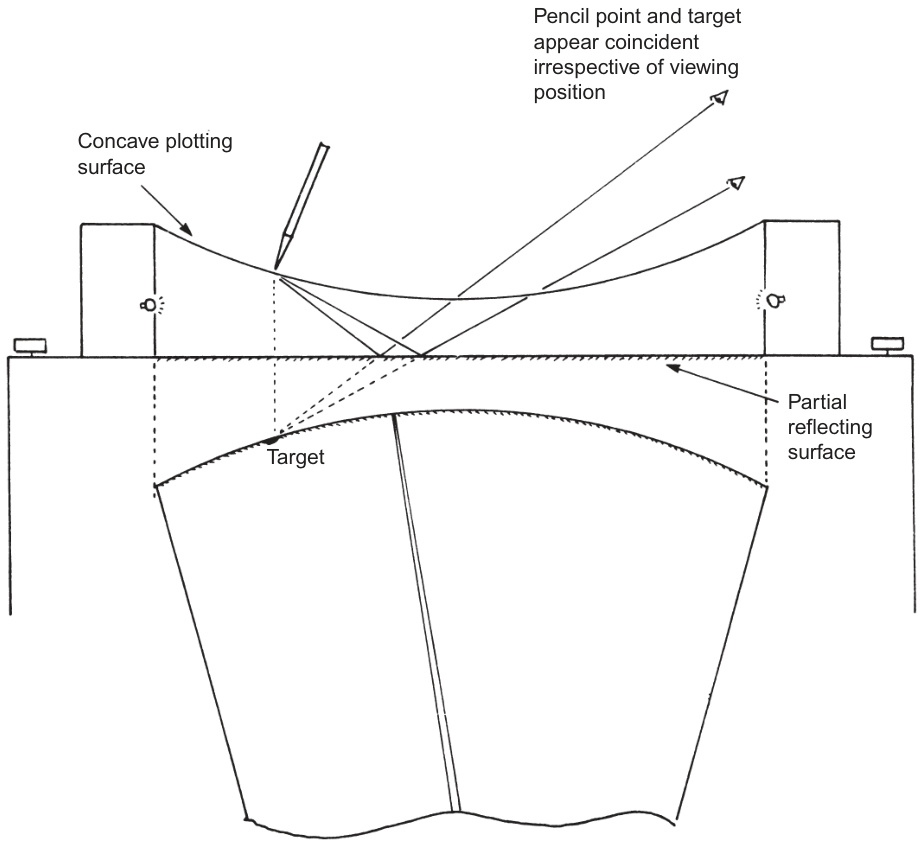 Pencil point and target
appear coincident
irrespective of viewing
position
Concave plotting
surface
Partial
reflecting
surface
Target